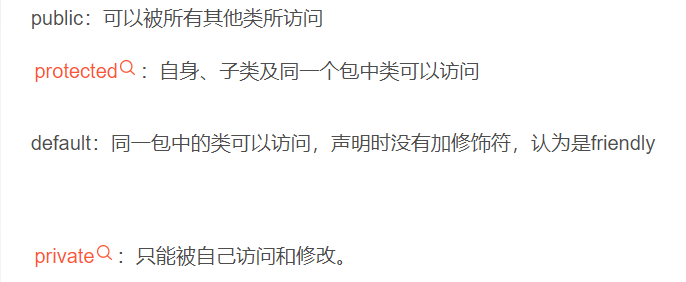 public：可以被所有其他类所访问
protected：自身、子类及同一个包中类可以访问
default：同一包中的类可以访问，声明时没有加修饰符，认为是friendly
private：只能被自己访问和修改。